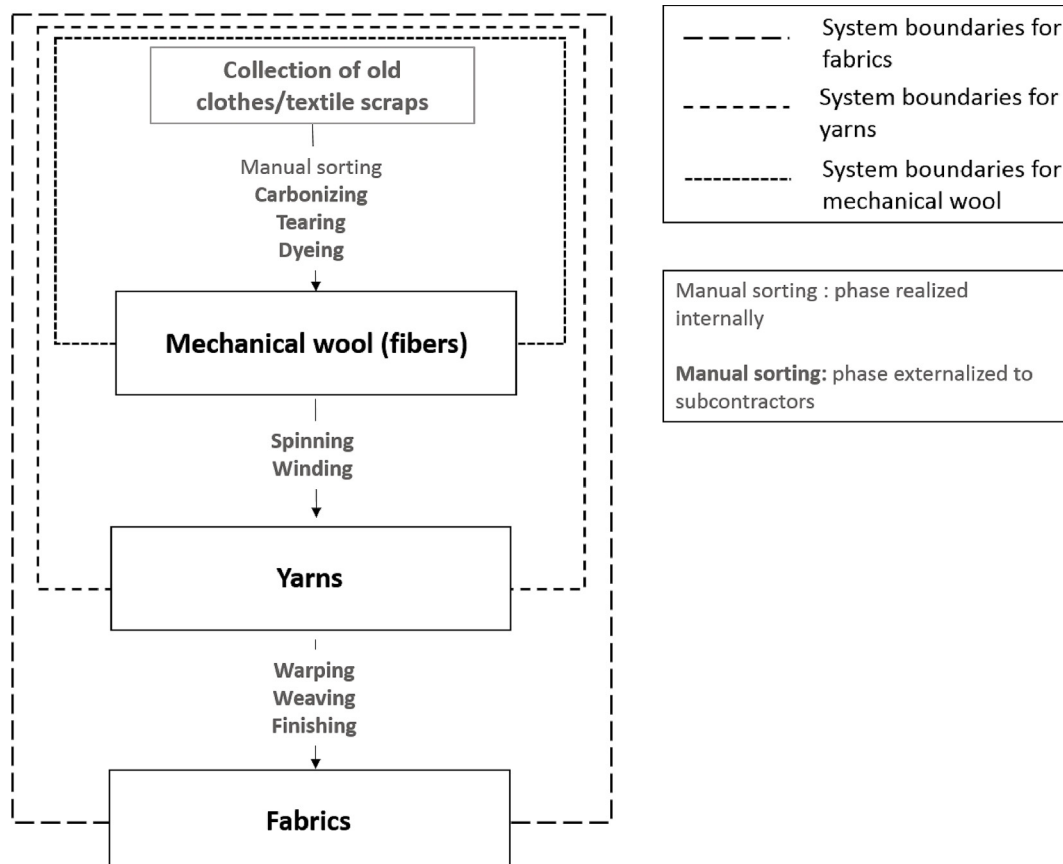 Collection of old
clothes/textile scraps
Manual sorting
Carbonizing
Tearing
Dyeing
Mechanical wool (fibers)
Spinning
Winding
Yarns
Warping
Weaving
Finishing
Fabrics
System boundaries for
fabrics
System boundaries for
yarns
System boundaries for
mechanical wool
Manual sorting : phase realized
internally
Manual sorting: phase externalized to
subcontractors